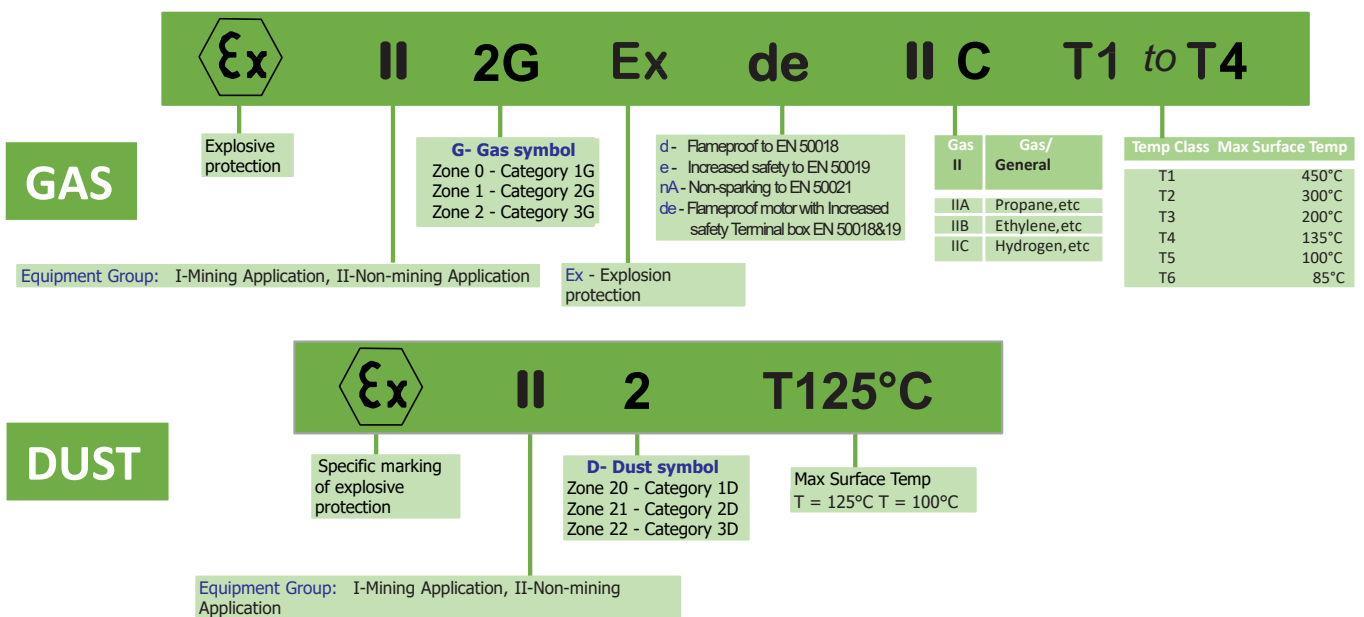 Ex II 2G Ex de II C T1 to T4
GAS
Explosive
protection
G- Gas symbol
Zone 0 - Category 1G
Zone 1 - Category 2G
Zone 2 - Category 3G
d - Flameproof to EN 50018
e - Increased safety to EN 50019
nA - Non-sparking to EN 50021
de - Flameproof motor with Increased
safety Terminal box EN 50018&19
Gas Gas/
II General
IIA Propane,etc
IIB Ethylene,etc
IIC Hydrogen,etc
Temp Class Max Surface Temp
T1 450°C
T2 300°C
T3 200°C
T4 135°C
T5 100°C
T6 85°C
Equipment Group: I-Mining Application, II-Non-mining Application
Ex - Explosion
protection
Ex II 2 T125°C
DUST
Specific marking
of explosive
protection
D- Dust symbol
Zone 20 - Category 1D
Zone 21 - Category 2D
Zone 22 - Category 3D
Max Surface Temp
T = 125°C T = 100°C
Equipment Group: I-Mining Application, II-Non-mining
Application